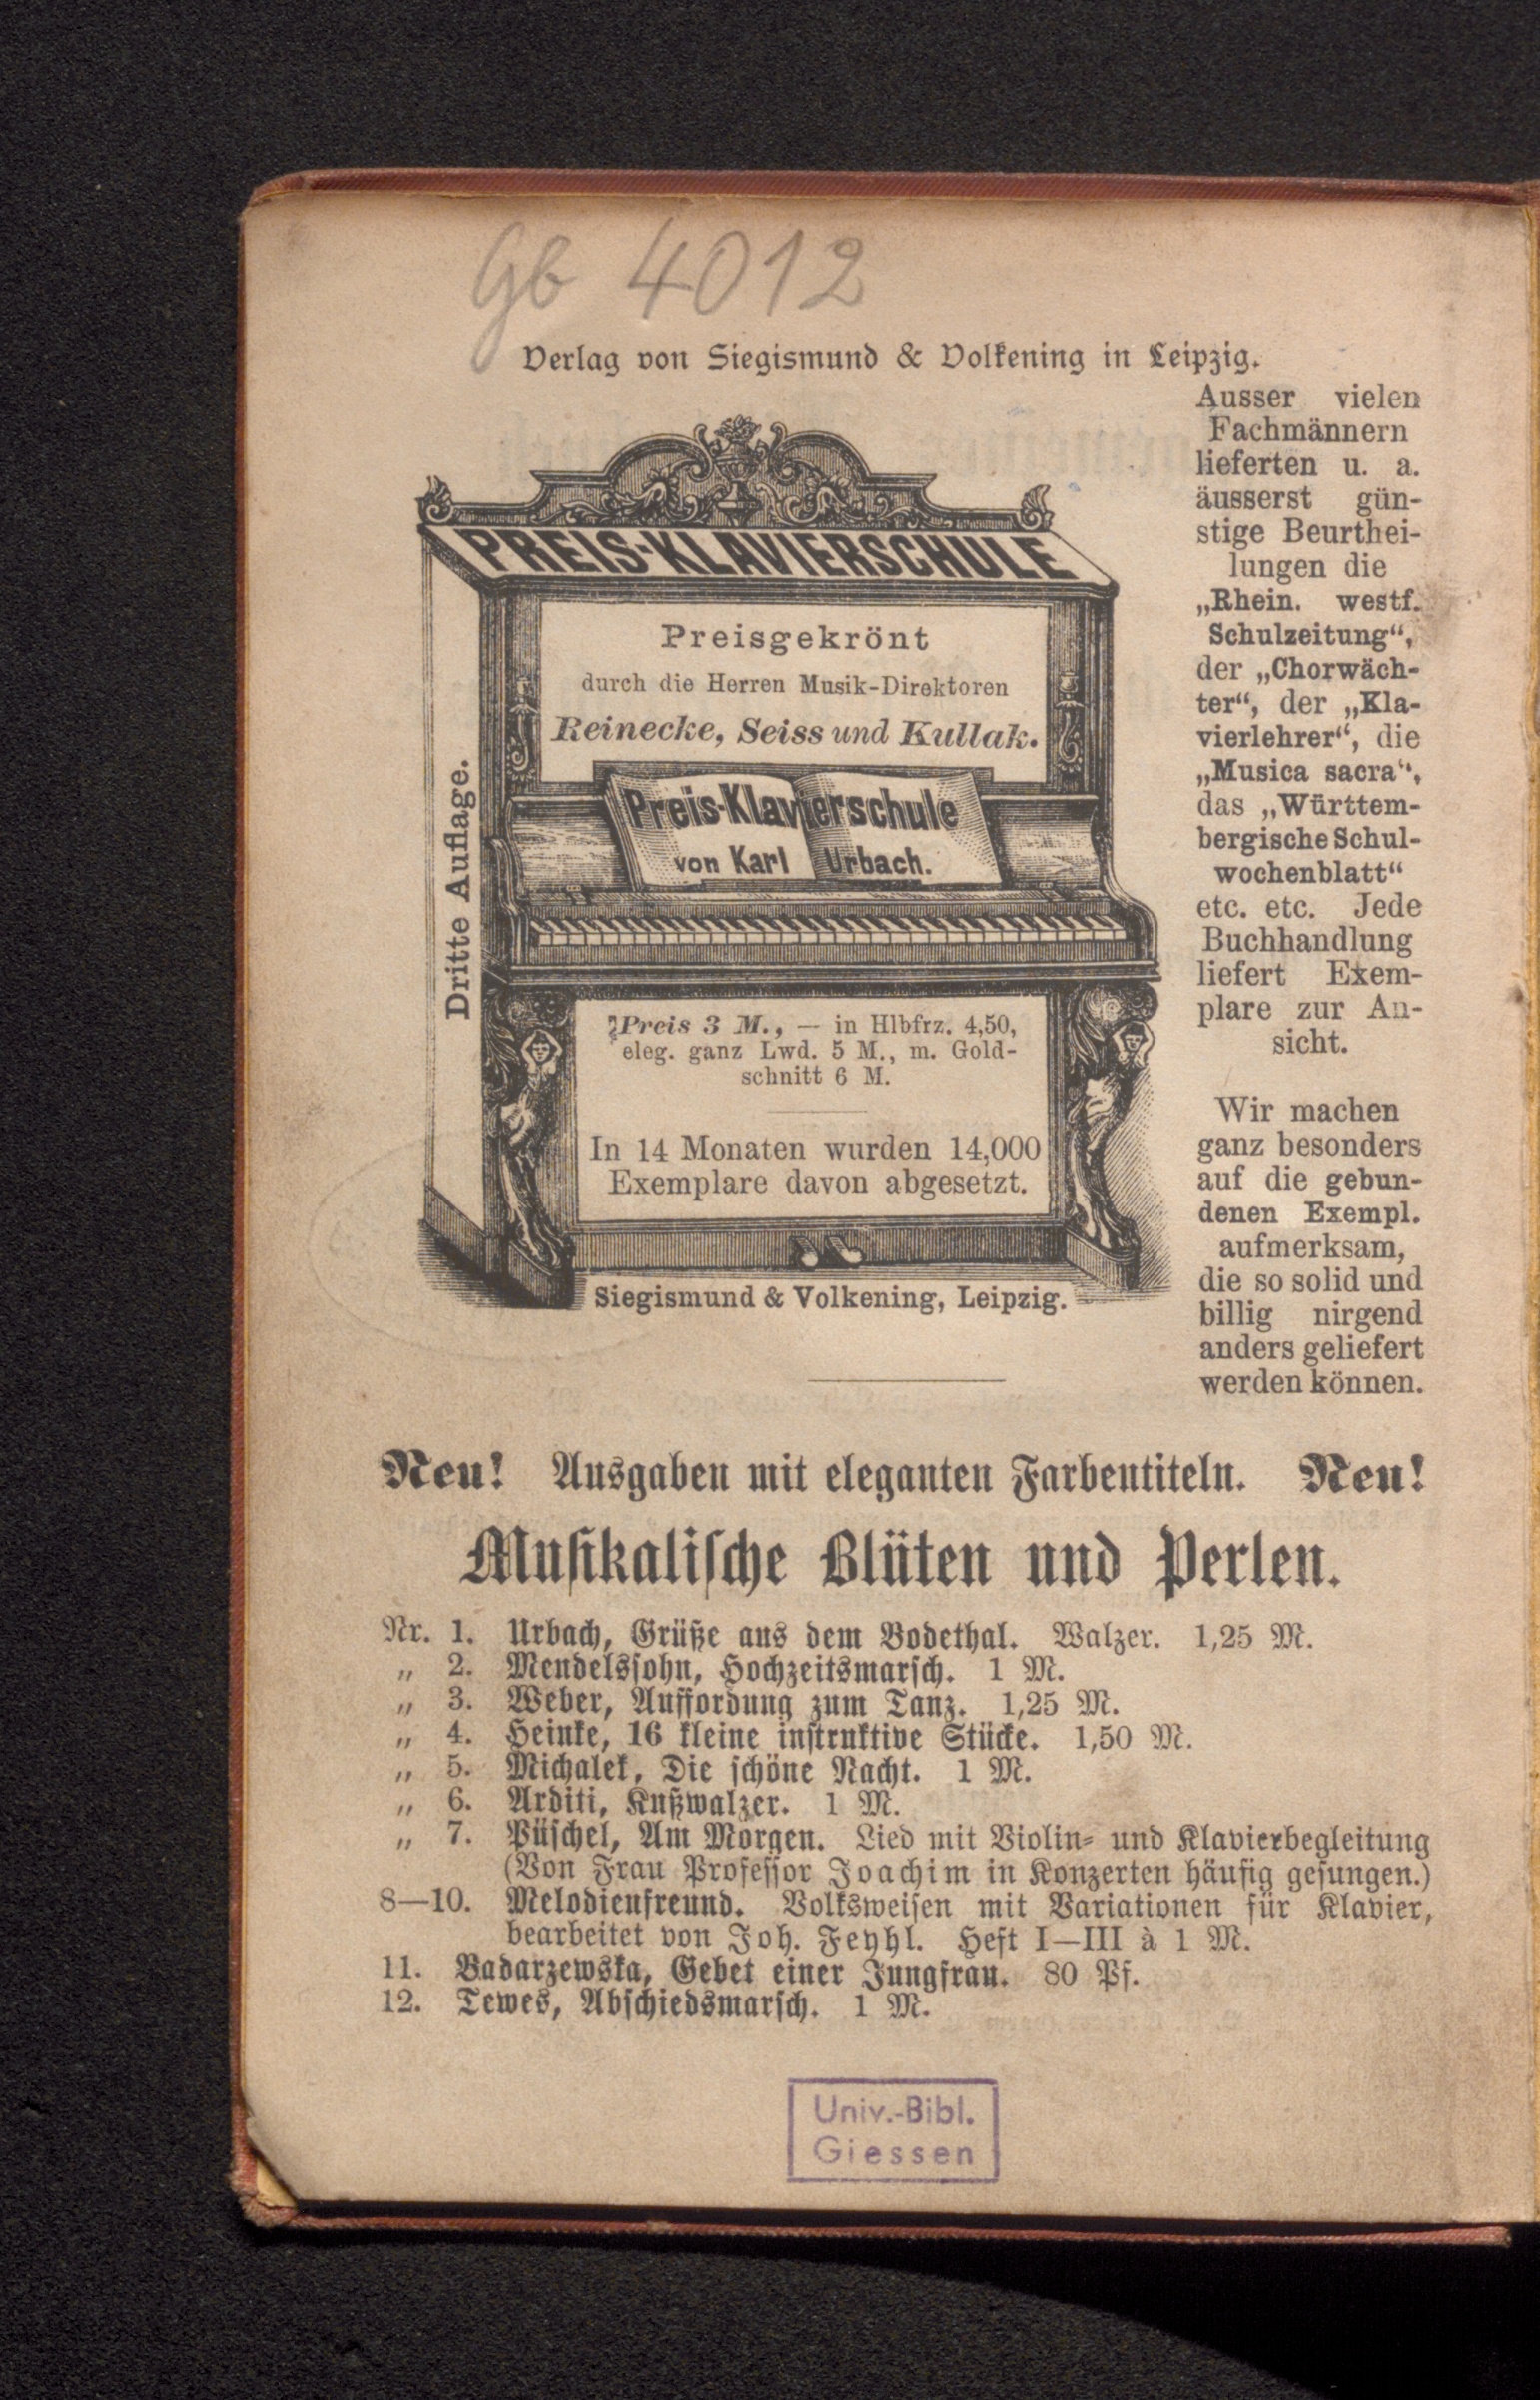 Gb 4012
Verlag von Siegismund & Volkening in Leipzig.
PREIS-KLAVIERSCHULE
Preisgekrönt
durch die Herren Musik-Direktoren
Reinecke, Seiss und Kullak.
Preis-Klavierschule
von Karl Urbach.
Dritte Auflage.
Preis 3 M., — in Hlbfrz. 4,50,
eleg. ganz Lwd. 5 M., m. Gold-
schnitt 6 M.
In 14 Monaten wurden 14,000
Exemplare davon abgesetzt.
Siegismund & Volkening, Leipzig.
Ausser vielen
Fachmännern
lieferten u. a.
äusserst gün-
stige Beurthei-
lungen die
„Rhein. westf.
Schulzeitung“,
der „Chorwäch-
ter“, der „Kla-
vierlehrer“, die
„Musica sacra“,
das „Württem-
bergische Schul-
wochenblatt“
etc. etc. Jede
Buchhandlung
liefert Exem-
plare zur An-
sicht.
Wir machen
ganz besonders
auf die gebun-
denen Exempl.
aufmerksam,
die so solid und
billig nirgend
anders geliefert
werden können.
Neu! Ausgaben mit eleganten Farbentiteln. Neu!
Musikalische Blüten und Perlen.
Nr. 1. Urbach, Grüße aus dem Bodethal. Walzer. 1,25 M.
„ 2. Mendelssohn, Hochzeitsmarsch. 1 M.
„ 3. Weber, Auffordung zum Tanz. 1,25 M.
„ 4. Heinke, 16 kleine instruktive Stücke. 1,50 M.
„ 5. Michalek, Die schöne Nacht. 1 M.
„ 6. Arditi, Kußwalzer. 1 M.
„ 7. Püschel, Am Morgen. Lied mit Violin- und Klavierbegleitung
(Von Frau Professor Joachim in Konzerten häufig gesungen.)
8—10. Melodienfreund. Volksweisen mit Variationen für Klavier,
bearbeitet von Joh. Feyhl. Heft I—III à 1 M.
11. Badarzewska, Gebet einer Jungfrau. 80 Pf.
12. Tewes, Abschiedsmarsch. 1 M.
Univ.-Bibl.
Giessen